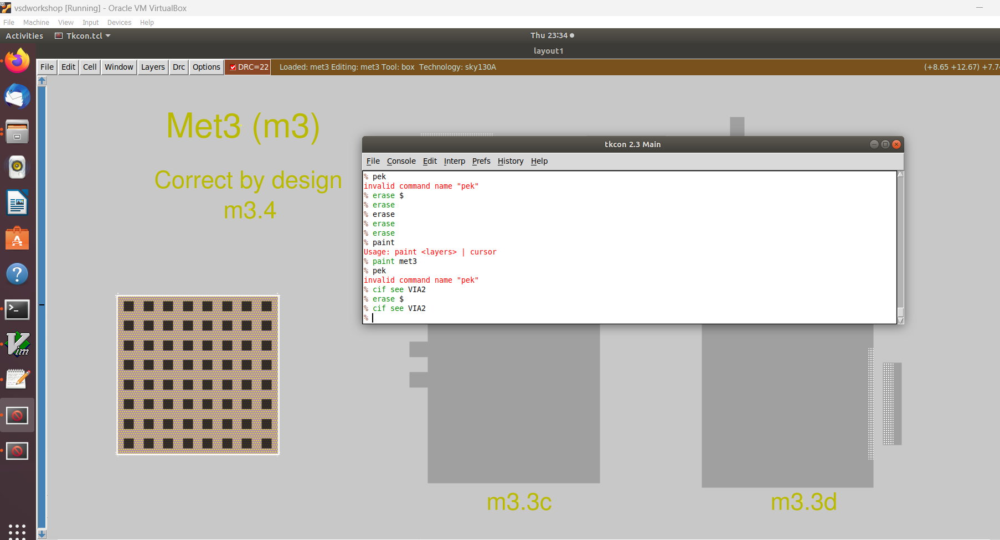 vsdworkshop [Running] - Oracle VM VirtualBox
File Machine View Input Devices Help
Activities Tkcon.tcl Thu 23:34
layout1
File Edit Cell Window Layers Drc Options DRC=22 Loaded: met3 Editing: met3 Tool: box Technology: sky130A (+8.65 +12.67)
Met3 (m3)
Correct by design
m3.4
tkcon 2.3 Main
File Console Edit Interp Prefs History Help
% pek
invalid command name "pek"
% erase $
% erase
% erase
% erase
% erase
% paint
Usage: paint <layers> | cursor
% paint met3
% pek
invalid command name "pek"
% cif see VIA2
% erase $
% cif see VIA2
%
m3.3c
m3.3d